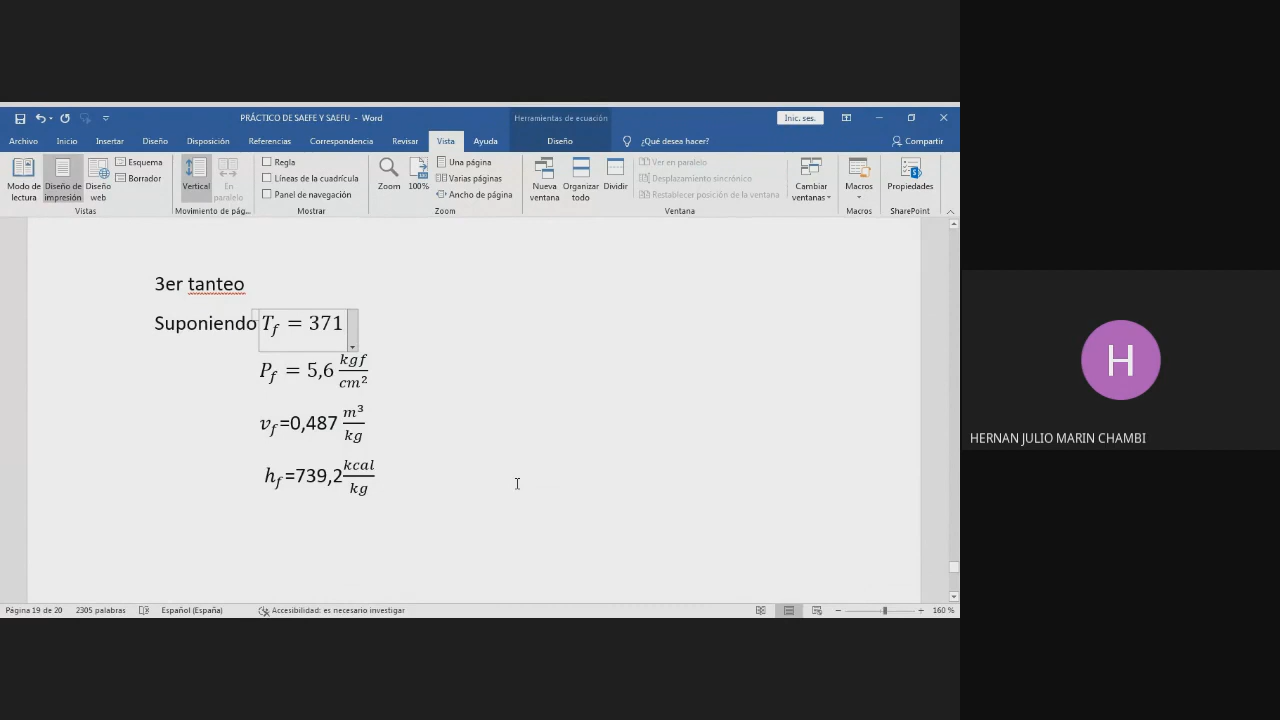 PRÁCTICO DE SAEFE Y SAEFU - Word
Herramientas de ecuación
Inic. ses.
Archivo Inicio Insertar Diseño Disposición Referencias Correspondencia Revisar Vista Ayuda Diseño ¿Qué desea hacer? Compartir
Modo de lectura
Diseño de impresión
Diseño web
Esquema
Borrador
Vistas
Vertical
En paralelo
Movimiento de pág...
Regla
Líneas de la cuadrícula
Panel de navegación
Mostrar
Zoom
100%
Una página
Varias páginas
Ancho de página
Zoom
Nueva ventana
Organizar todo
Dividir
Ver en paralelo
Desplazamiento sincrónico
Restablecer posición de la ventana
Ventana
Cambiar ventanas
Macros
Macros
Propiedades
SharePoint
3er tanteo
Suponiendo T_f = 371
P_f = 5,6 kgf/cm²
v_f=0,487 m³/kg
h_f=739,2 kcal/kg
H
HERNAN JULIO MARIN CHAMBI
Página 19 de 20 2305 palabras Español (España) Accesibilidad: es necesario investigar 160 %